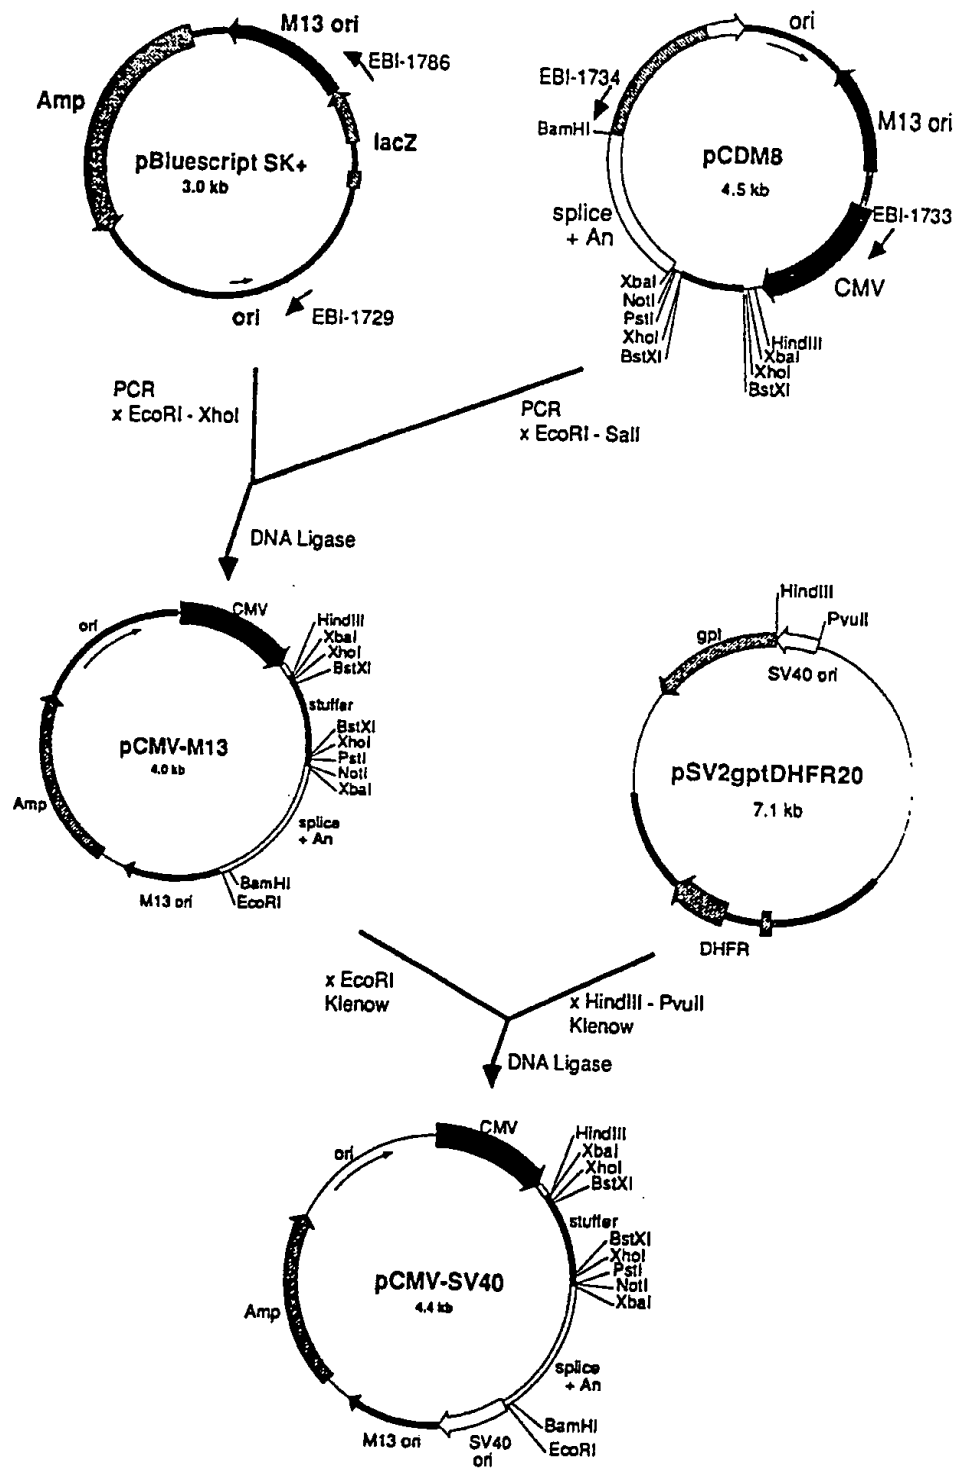 M13 ori
EBI-1786
Amp
lacZ
pBluescript SK+
3.0 kb
ori
EBI-1729
ori
EBI-1734
BamHI
M13 ori
pCDM8
4.5 kb
splice
+ An
EBI-1733
CMV
XbaI
NotI
PstI
XhoI
BstXI
HindIII
XbaI
XhoI
BstXI
PCR
x EcoRI - XhoI
PCR
x EcoRI - SalI
DNA Ligase
ori
CMV
HindIII
XbaI
XhoI
BstXI
stuffer
pCMV-M13
4.0 kb
BstXI
XhoI
PstI
NotI
XbaI
Amp
splice
+ An
BamHI
EcoRI
M13 ori
HindIII
PvuII
gpt
SV40 ori
pSV2gptDHFR20
7.1 kb
DHFR
x EcoRI
Klenow
x HindIII - PvuII
Klenow
DNA Ligase
ori
CMV
HindIII
XbaI
XhoI
BstXI
stuffer
pCMV-SV40
4.4 kb
BstXI
XhoI
PstI
NotI
XbaI
Amp
splice
+ An
BamHI
EcoRI
M13 ori
SV40
ori